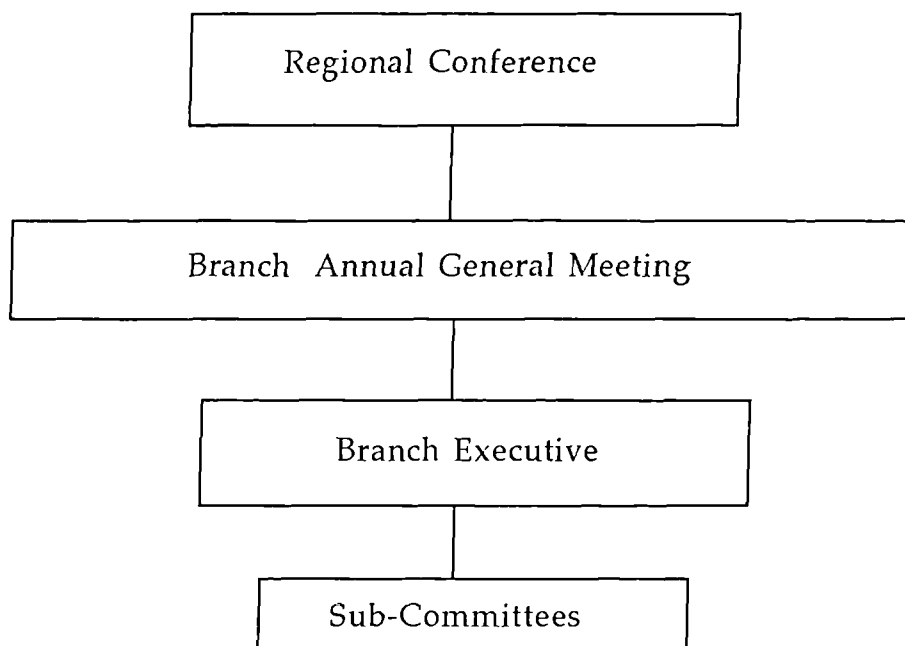 Regional Conference
Branch Annual General Meeting
Branch Executive
Sub-Committees